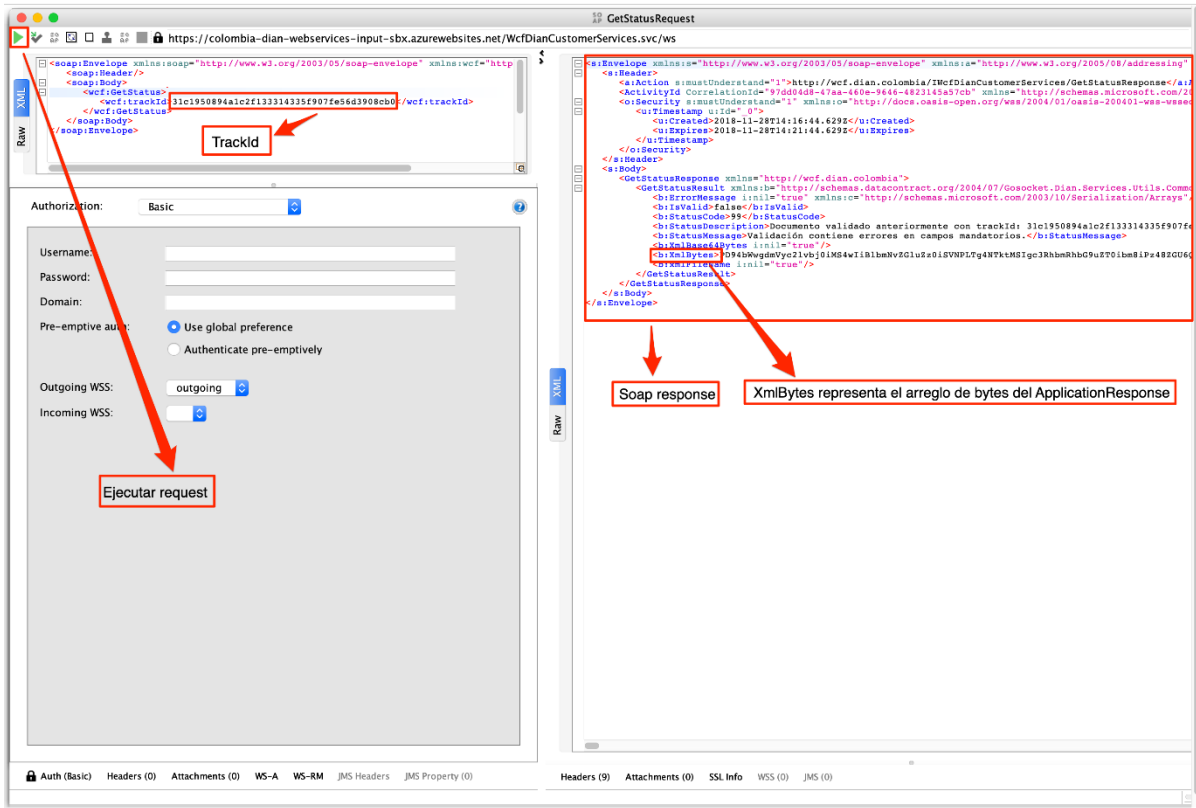 GetStatusRequest
https://colombia-dian-webservices-input-sbx.azurewebsites.net/WcfDianCustomerServices.svc/ws
XML
Raw
<soap:Envelope xmlns:soap="http://www.w3.org/2003/05/soap-envelope" xmlns:wcf="http
<soap:Header/>
<soap:Body>
<wcf:GetStatus>
<wcf:trackId>31c1950894a1c2f133314335f907fe56d3908cb0</wcf:trackId>
</wcf:GetStatus>
</soap:Body>
</soap:Envelope>
TrackId
Authorization: Basic
Username:
Password:
Domain:
Pre-emptive auth: Use global preference
Authenticate pre-emptively
Outgoing WSS: outgoing
Incoming WSS:
Ejecutar request
Auth (Basic) Headers (0) Attachments (0) WS-A WS-RM JMS Headers JMS Property (0)
XML
Raw
<s:Envelope xmlns:s="http://www.w3.org/2003/05/soap-envelope" xmlns:a="http://www.w3.org/2005/08/addressing"
<s:Header>
<a:Action s:mustUnderstand="1">http://wcf.dian.colombia/IWcfDianCustomerServices/GetStatusResponse</a:A
<ActivityId CorrelationId="97dd04d8-47aa-460e-9646-4823145a57cb" xmlns="http://schemas.microsoft.com/20
<o:Security s:mustUnderstand="1" xmlns:o="http://docs.oasis-open.org/wss/2004/01/oasis-200401-wss-wssec
<u:Timestamp u:Id="_0">
<u:Created>2018-11-28T14:16:44.629Z</u:Created>
<u:Expires>2018-11-28T14:21:44.629Z</u:Expires>
</u:Timestamp>
</o:Security>
</s:Header>
<s:Body>
<GetStatusResponse xmlns="http://wcf.dian.colombia">
<GetStatusResult xmlns:b="http://schemas.datacontract.org/2004/07/Gosocket.Dian.Services.Utils.Commo
<b:ErrorMessage i:nil="true" xmlns:c="http://schemas.microsoft.com/2003/10/Serialization/Arrays"/
<b:IsValid>false</b:IsValid>
<b:StatusCode>99</b:StatusCode>
<b:StatusDescription>Documento validado anteriormente con trackId: 31c1950894a1c2f133314335f907fe
<b:StatusMessage>Validación contiene errores en campos mandatorios.</b:StatusMessage>
<b:XmlBase64Bytes i:nil="true"/>
<b:XmlBytes>
<b:XmlFileName i:nil="true"/>
</GetStatusResult>
</GetStatusResponse>
</s:Body>
</s:Envelope>
Soap response
XmlBytes representa el arreglo de bytes del ApplicationResponse
Headers (9) Attachments (0) SSL Info WSS (0) JMS (0)